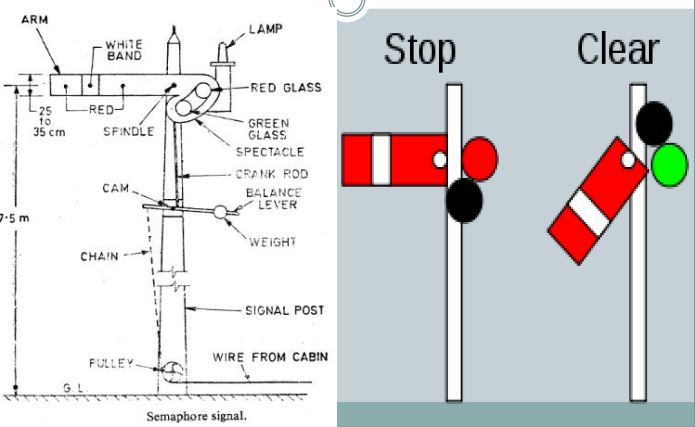 ARM
WHITE
BAND
LAMP
RED GLASS
RED
25
to
35 cm
SPINDLE
GREEN
GLASS
SPECTACLE
CRANK ROD
CAM
BALANCE
LEVER
7·5 m
WEIGHT
CHAIN
SIGNAL POST
PULLEY
WIRE FROM CABIN
G.L.
Semaphore signal.
Stop
Clear